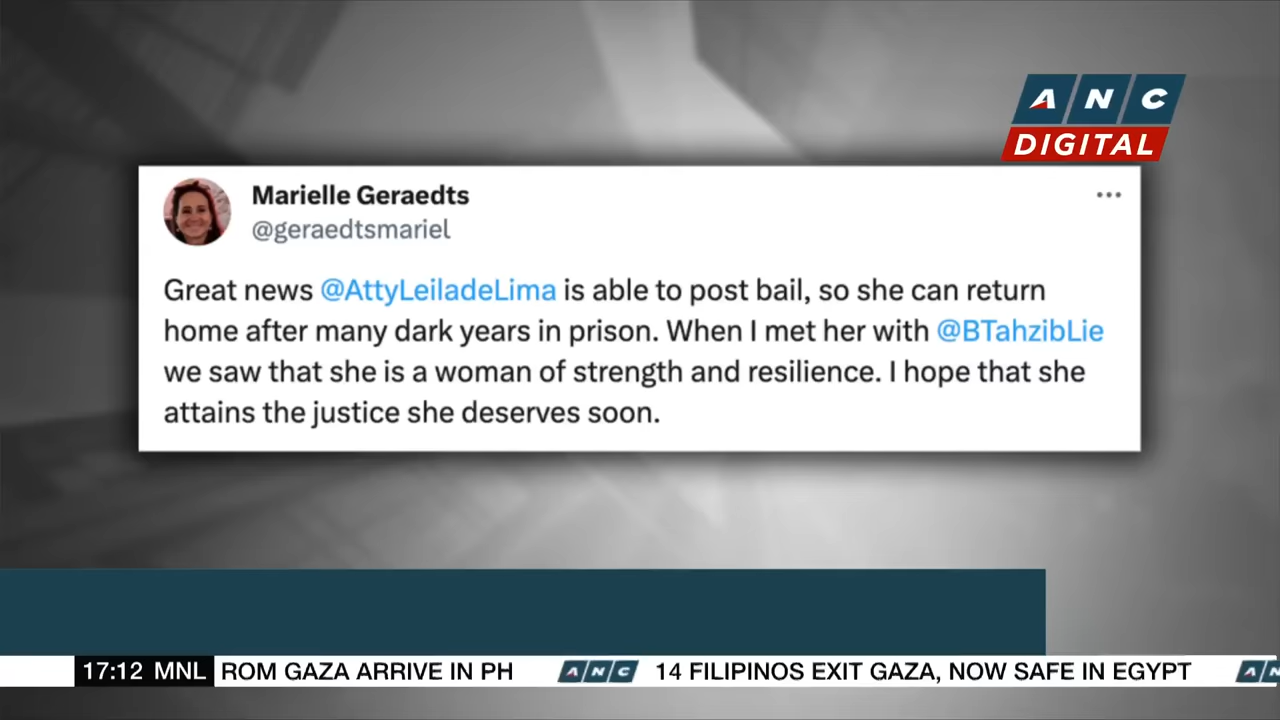 ANC
DIGITAL
Marielle Geraedts
@geraedtsmariel
Great news @AttyLeiladeLima is able to post bail, so she can return
home after many dark years in prison. When I met her with @BTahzibLie
we saw that she is a woman of strength and resilience. I hope that she
attains the justice she deserves soon.
17:12 MNL ROM GAZA ARRIVE IN PH ANC 14 FILIPINOS EXIT GAZA, NOW SAFE IN EGYPT AN